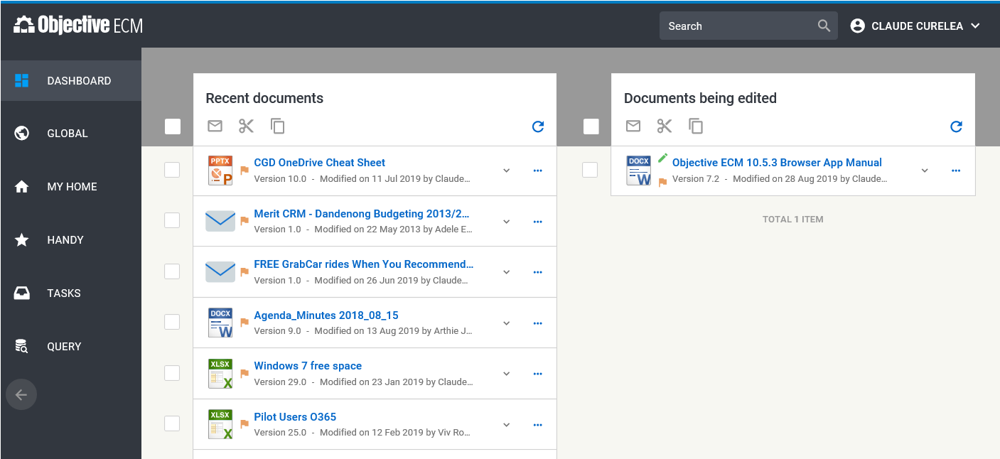 Objective ECM
Search
CLAUDE CURELEA
DASHBOARD
GLOBAL
MY HOME
HANDY
TASKS
QUERY
Recent documents
PPTX
P
CGD OneDrive Cheat Sheet
Version 10.0 - Modified on 11 Jul 2019 by Claude...
Merit CRM - Dandenong Budgeting 2013/2...
Version 1.0 - Modified on 22 May 2013 by Adele E...
FREE GrabCar rides When You Recommend...
Version 1.0 - Modified on 26 Jun 2019 by Claude...
DOCX
W
Agenda_Minutes 2018_08_15
Version 9.0 - Modified on 13 Aug 2019 by Arthie J...
XLSX
X
Windows 7 free space
Version 29.0 - Modified on 23 Jan 2019 by Claude...
XLSX
X
Pilot Users O365
Version 25.0 - Modified on 12 Feb 2019 by Viv Ro...
Documents being edited
DOCX
W
Objective ECM 10.5.3 Browser App Manual
Version 7.2 - Modified on 28 Aug 2019 by Claude...
TOTAL 1 ITEM